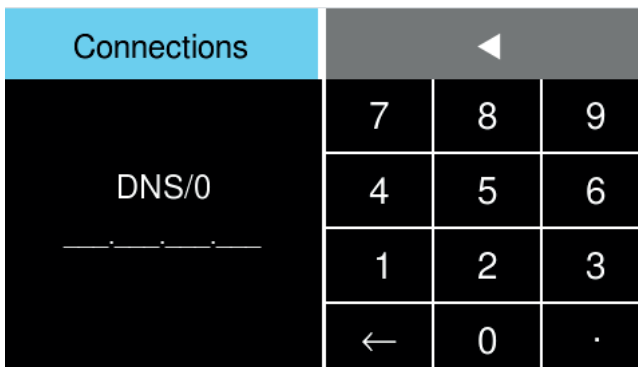 Connections
◀
DNS/0
___.___.___.___
7 8 9
4 5 6
1 2 3
← 0 .